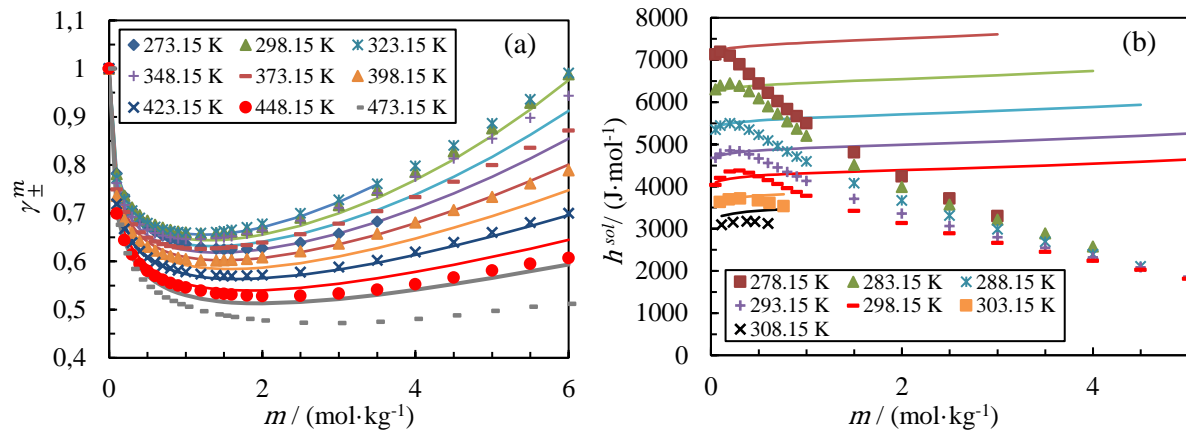 1,1
1
0,9
0,8
0,7
0,6
0,5
0,4
γ±m
273.15 K 298.15 K 323.15 K
348.15 K 373.15 K 398.15 K
423.15 K 448.15 K 473.15 K
(a)
0 2 4 6
m / (mol·kg-1)
8000
7000
6000
5000
4000
3000
2000
1000
0
h sol/ (J·mol-1)
(b)
278.15 K 283.15 K 288.15 K
293.15 K 298.15 K 303.15 K
308.15 K
0 2 4
m / (mol·kg-1)